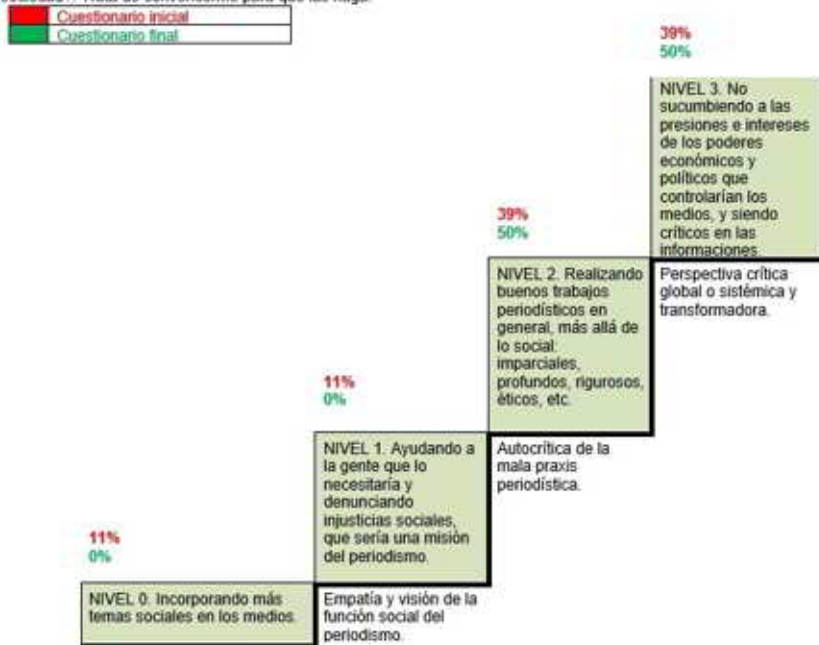 Cuestionario inicial
Cuestionario final
39%
50%
NIVEL 3. No
sucumbiendo a las
presiones e intereses
de los poderes
económicos y
políticos que
controlarían los
medios, y siendo
críticos en las
informaciones.
39%
50%
NIVEL 2. Realizando
buenos trabajos
periodísticos en
general, más allá de
lo social:
imparciales,
profundos, rigurosos,
éticos, etc.
Perspectiva crítica
global o sistémica y
transformadora.
11%
0%
NIVEL 1. Ayudando a
la gente que lo
necesitaría y
denunciando
injusticias sociales,
que sería una misión
del periodismo.
Autocrítica de la
mala praxis
periodística.
11%
0%
NIVEL 0. Incorporando más
temas sociales en los medios.
Empatía y visión de la
función social del
periodismo.